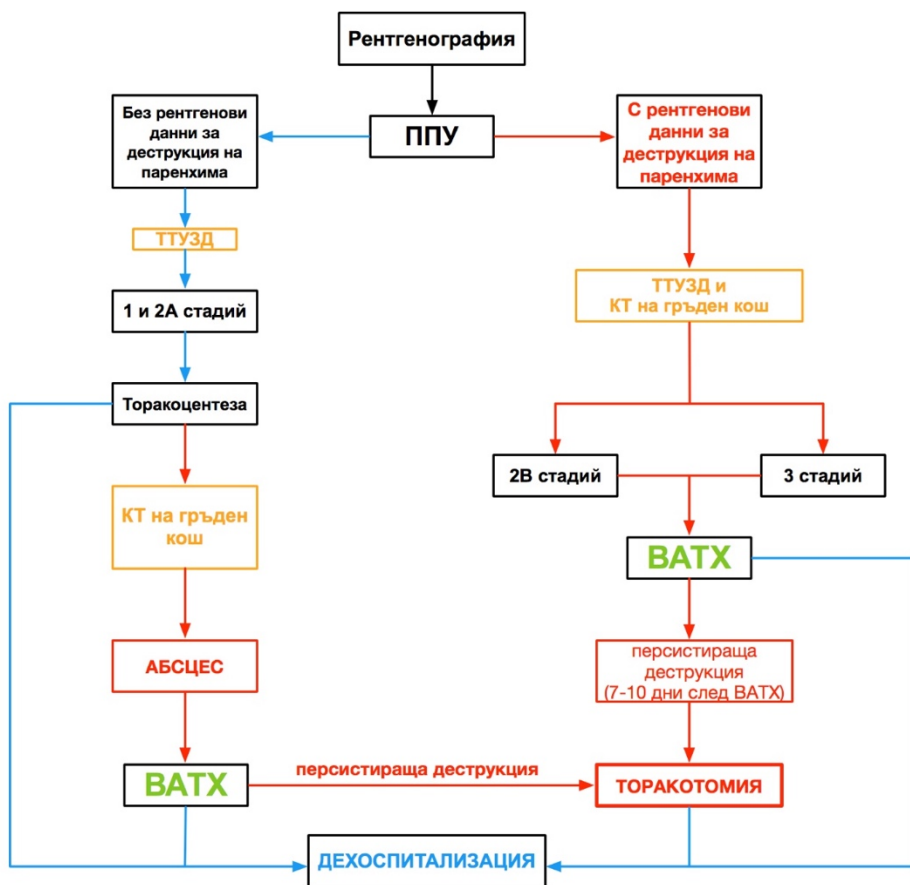 Рентгенография
ППУ
Без рентгенови
данни за
деструкция на
паренхима
С рентгенови
данни за
деструкция на
паренхима
ТТУЗД
ТТУЗД и
КТ на гръден кош
1 и 2А стадий
Торакоцентеза
2В стадий
3 стадий
КТ на гръден
кош
ВАТХ
АБСЦЕС
персистираща
деструкция
(7-10 дни след ВАТХ)
ВАТХ
персистираща деструкция
ТОРАКОТОМИЯ
ДЕХОСПИТАЛИЗАЦИЯ